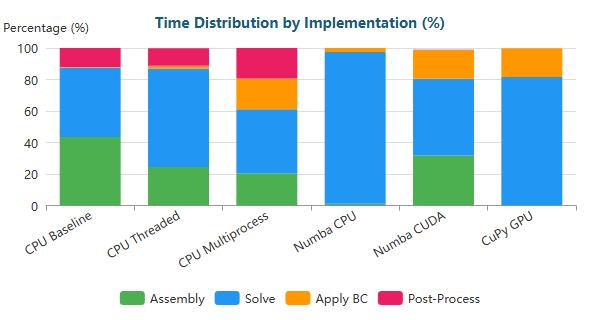 Time Distribution by Implementation (%)
Percentage (%)
100
80
60
40
20
0
CPU Baseline
CPU Threaded
CPU Multiprocess
Numba CPU
Numba CUDA
CuPy GPU
Assembly
Solve
Apply BC
Post-Process